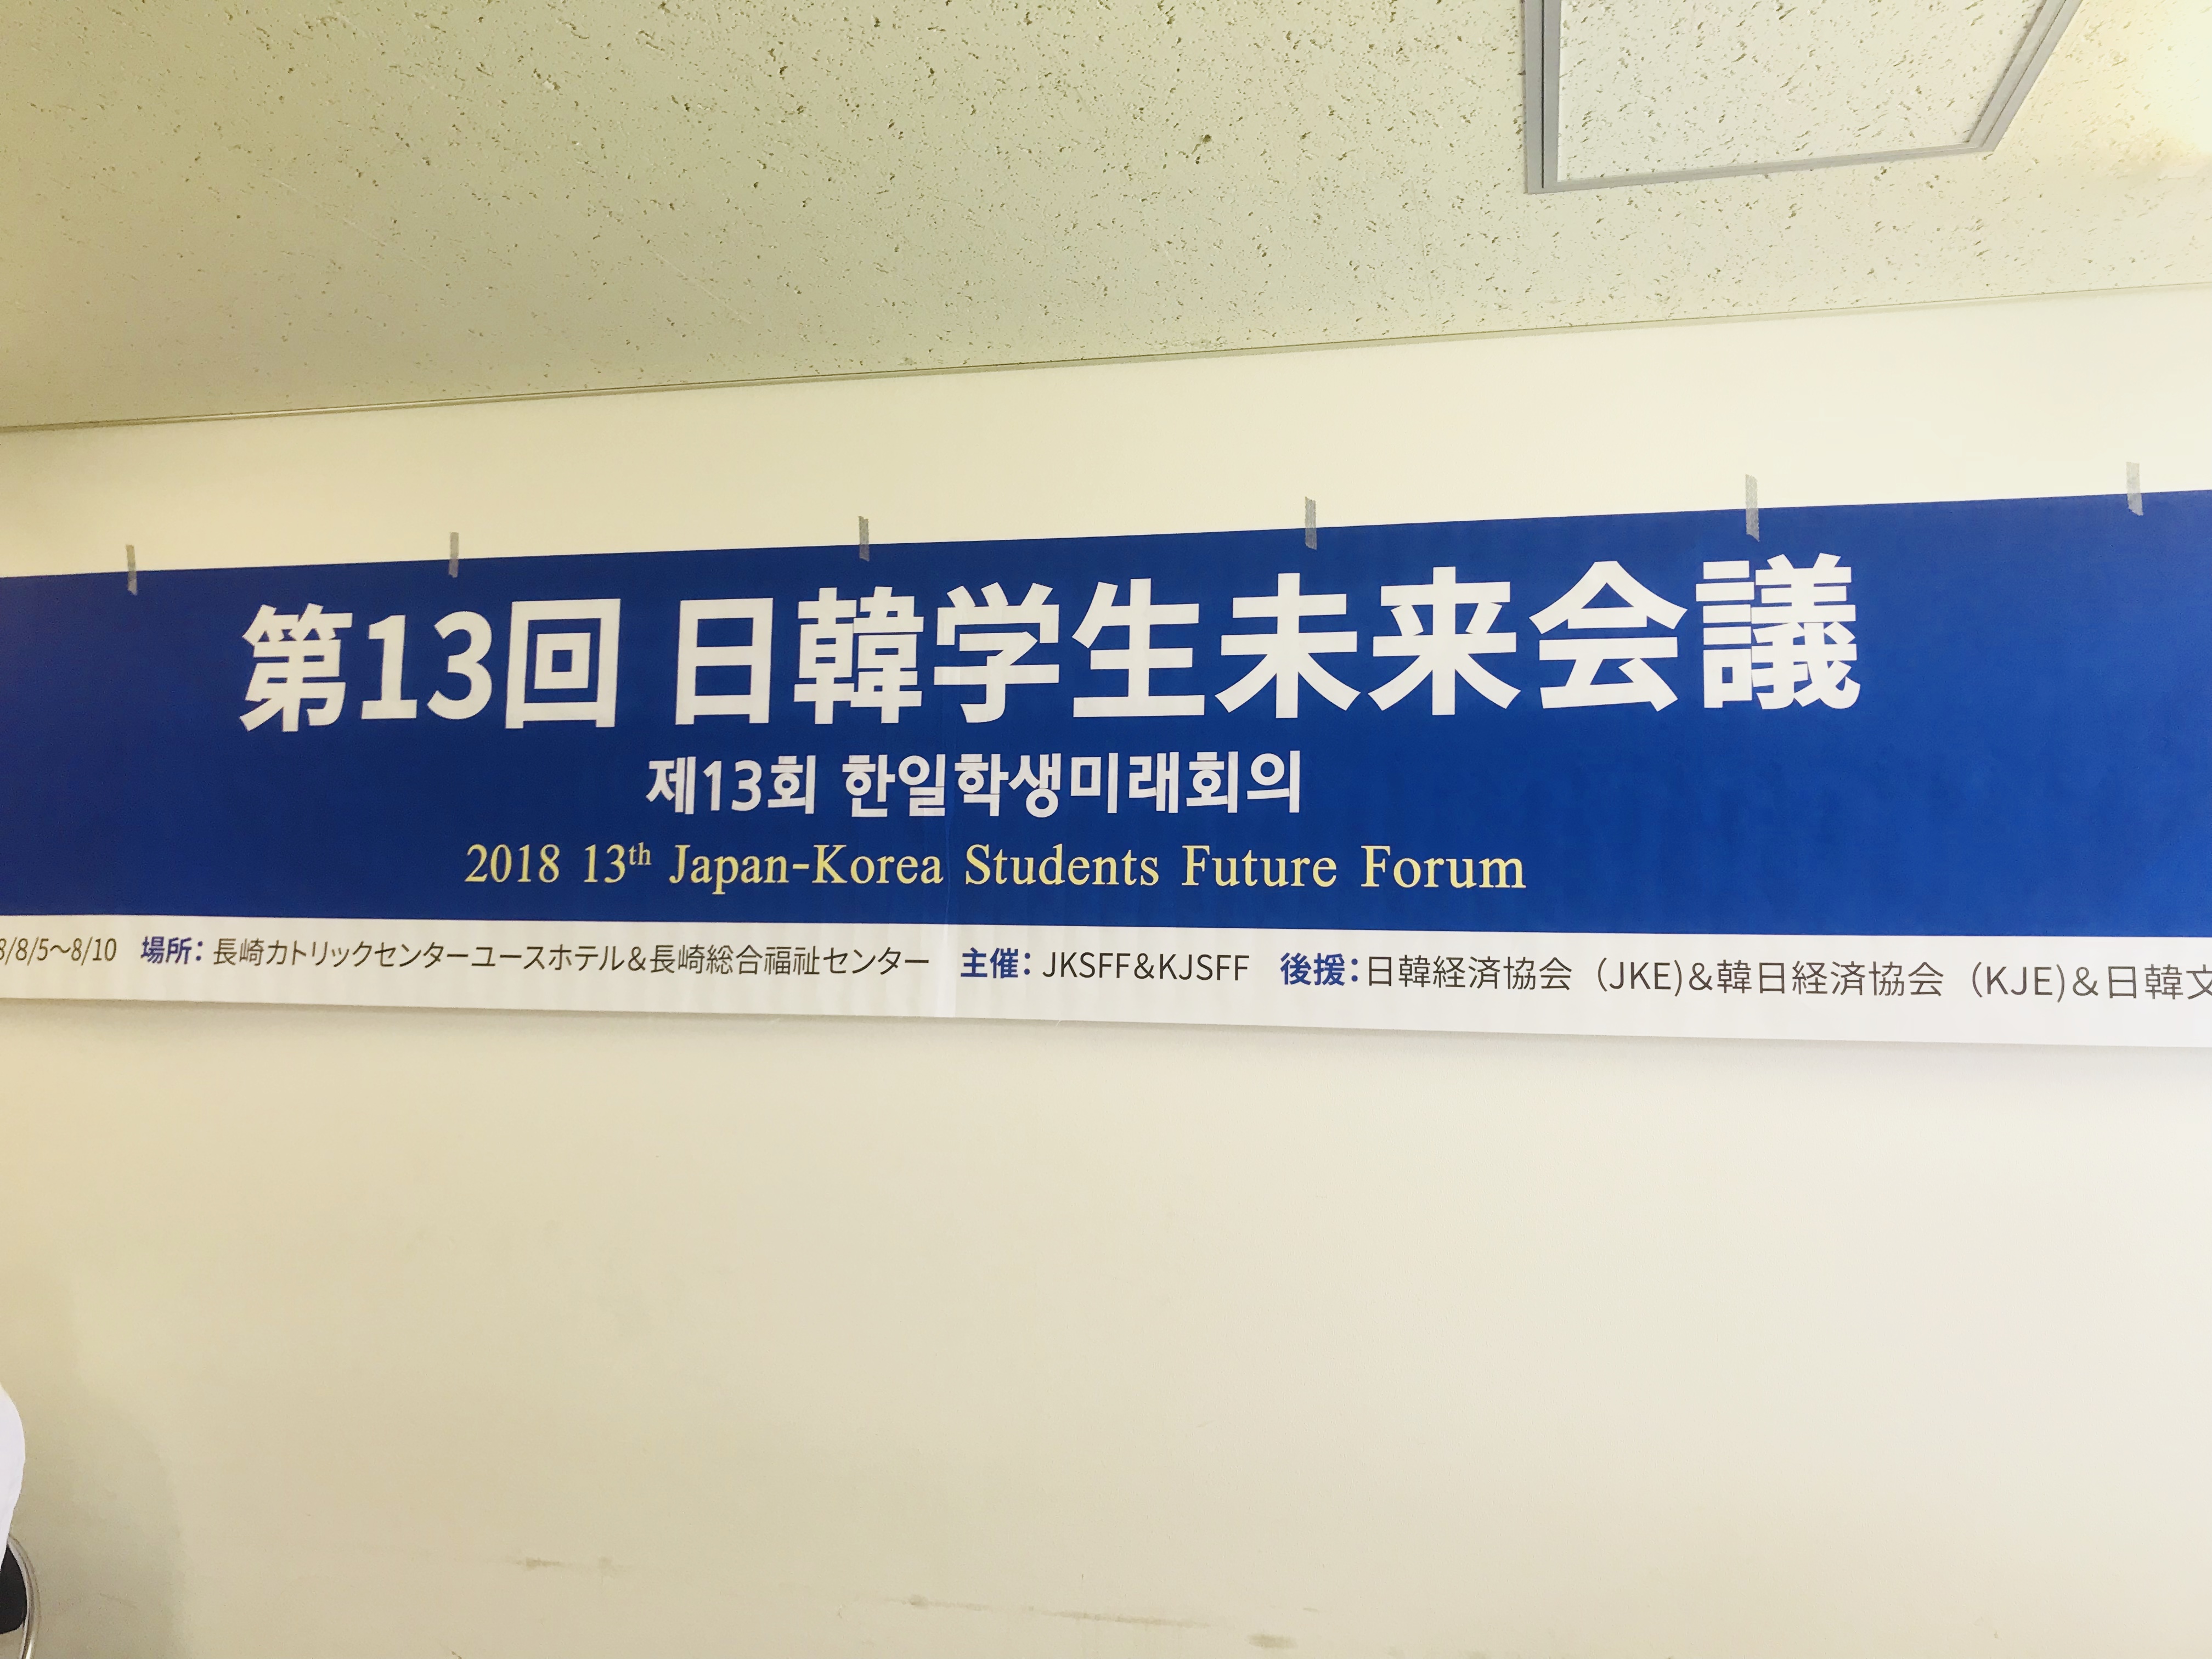 第13回 日韓学生未来会議
제13회 한일학생미래회의
2018 13th Japan-Korea Students Future Forum
8/8/5～8/10 場所：長崎カトリックセンターユースホテル＆長崎総合福祉センター 主催：JKSFF&KJSFF 後援：日韓経済協会（JKE)＆韓日経済協会（KJE)＆日韓文